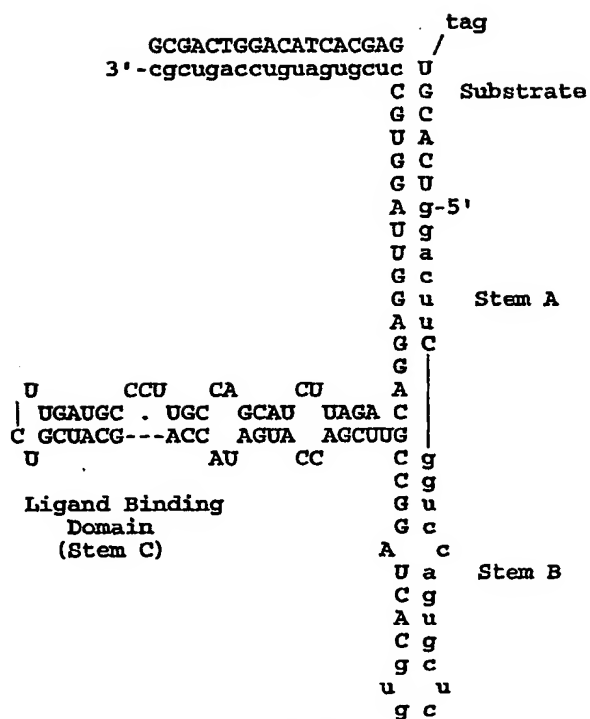 tag
GCGACTGGACATCACGAG
3'-cgcugaccuguagugcuc U
C G Substrate
G C
U A
G C
G U
A g-5'
U g
U a
G c
G u Stem A
A u
G C
G
U CCU CA CU A
| UGAUGC . UGC GCAU UAGA C
C GCUACG---ACC AGUA AGCUUG
U AU CC C g
C g
Ligand Binding G u
Domain G c
(Stem C) A c
U a Stem B
C g
A u
C g
g c
u u
g c